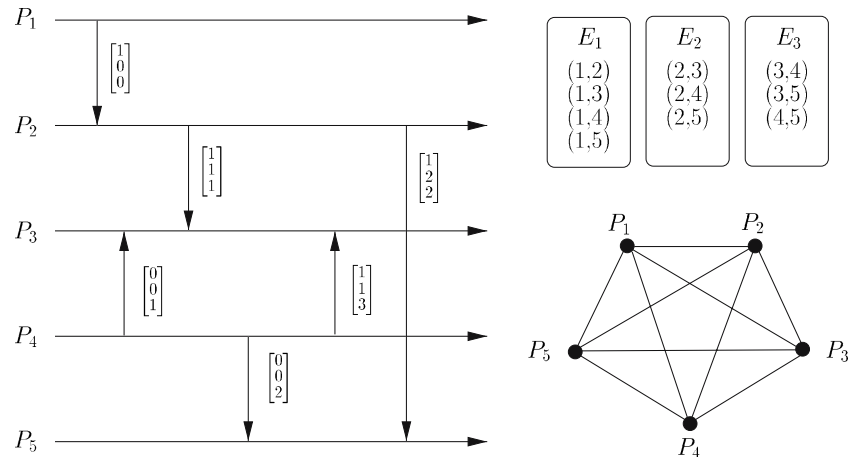 P₁
[1 0 0]
P₂
[1 1 1]
[1 2 2]
P₃
[0 0 1]
[1 1 3]
P₄
[0 0 2]
P₅
E₁
(1,2)
(1,3)
(1,4)
(1,5)
E₂
(2,3)
(2,4)
(2,5)
E₃
(3,4)
(3,5)
(4,5)
P₁
P₂
P₅
P₃
P₄